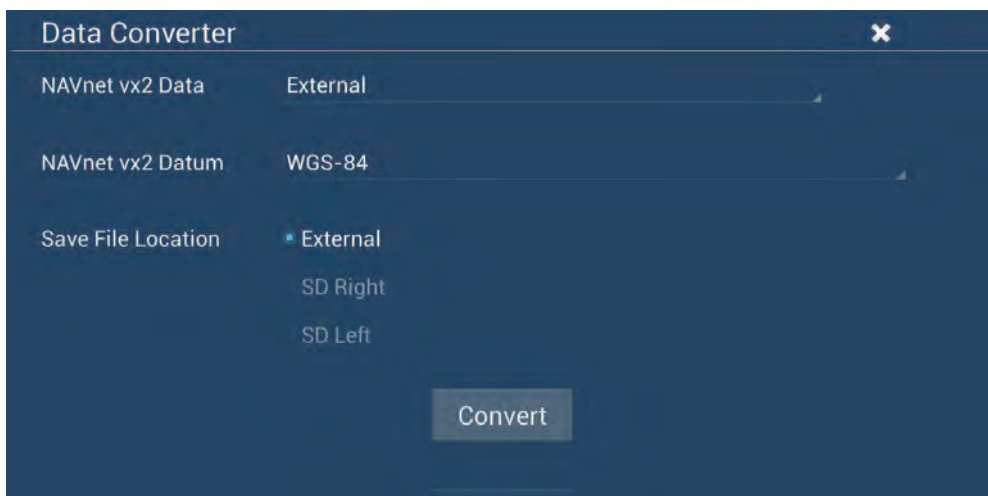 Data Converter
NAVnet vx2 Data External
NAVnet vx2 Datum WGS-84
Save File Location External
SD Right
SD Left
Convert